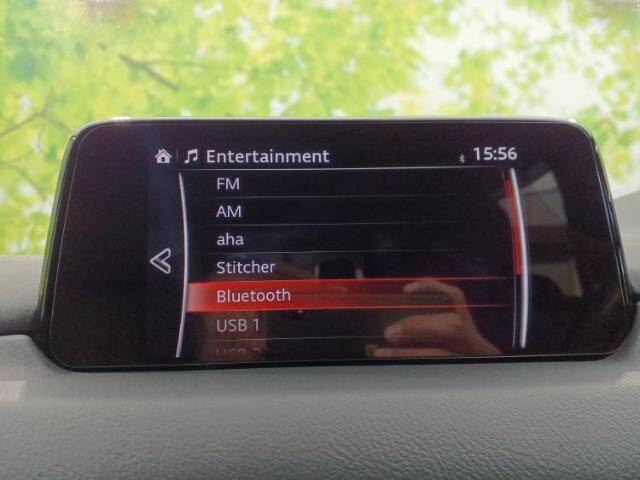 Entertainment 15:56
FM
AM
aha
Stitcher
Bluetooth
USB 1